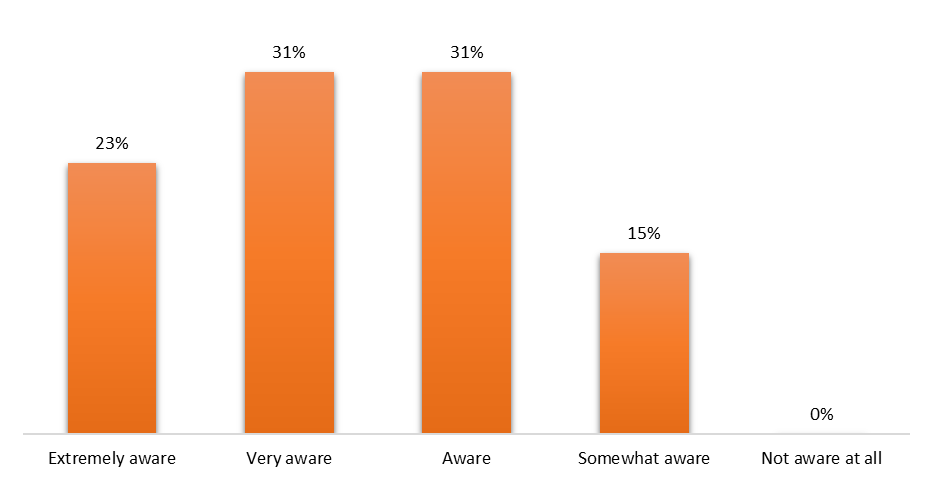 31%
31%
23%
15%
0%
Extremely aware
Very aware
Aware
Somewhat aware
Not aware at all